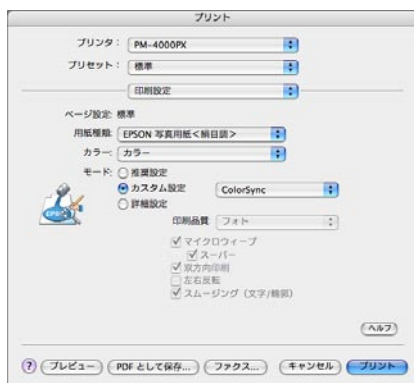 プリント
プリンタ： PM-4000PX
プリセット： 標準
印刷設定
ページ設定: 標準
用紙種類: EPSON 写真用紙＜絹目調＞
カラー: カラー
モード: 推奨設定
カスタム設定 ColorSync
詳細設定
印刷品質 フォト
マイクロウィーブ
スーパー
双方向印刷
左右反転
スムージング（文字/輪郭）
ヘルプ
? プレビュー PDF として保存... ファクス... キャンセル プリント
EPSON